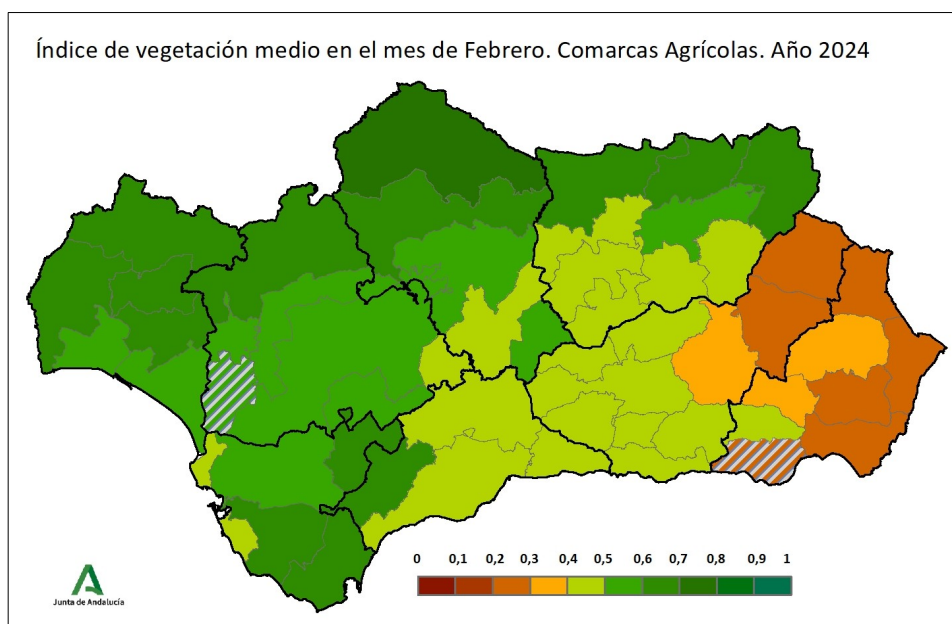 Índice de vegetación medio en el mes de Febrero. Comarcas Agrícolas. Año 2024
0 0,1 0,2 0,3 0,4 0,5 0,6 0,7 0,8 0,9 1
Junta de Andalucía